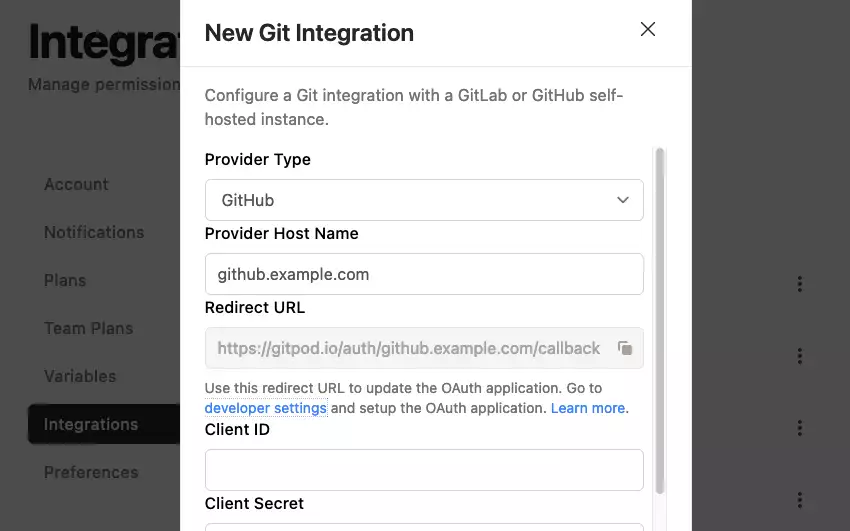 Integra
Manage permission
Account
Notifications
Plans
Team Plans
Variables
Integrations
Preferences
New Git Integration
Configure a Git integration with a GitLab or GitHub self-
hosted instance.
Provider Type
GitHub
Provider Host Name
github.example.com
Redirect URL
https://gitpod.io/auth/github.example.com/callback
Use this redirect URL to update the OAuth application. Go to
developer settings and setup the OAuth application. Learn more.
Client ID
Client Secret